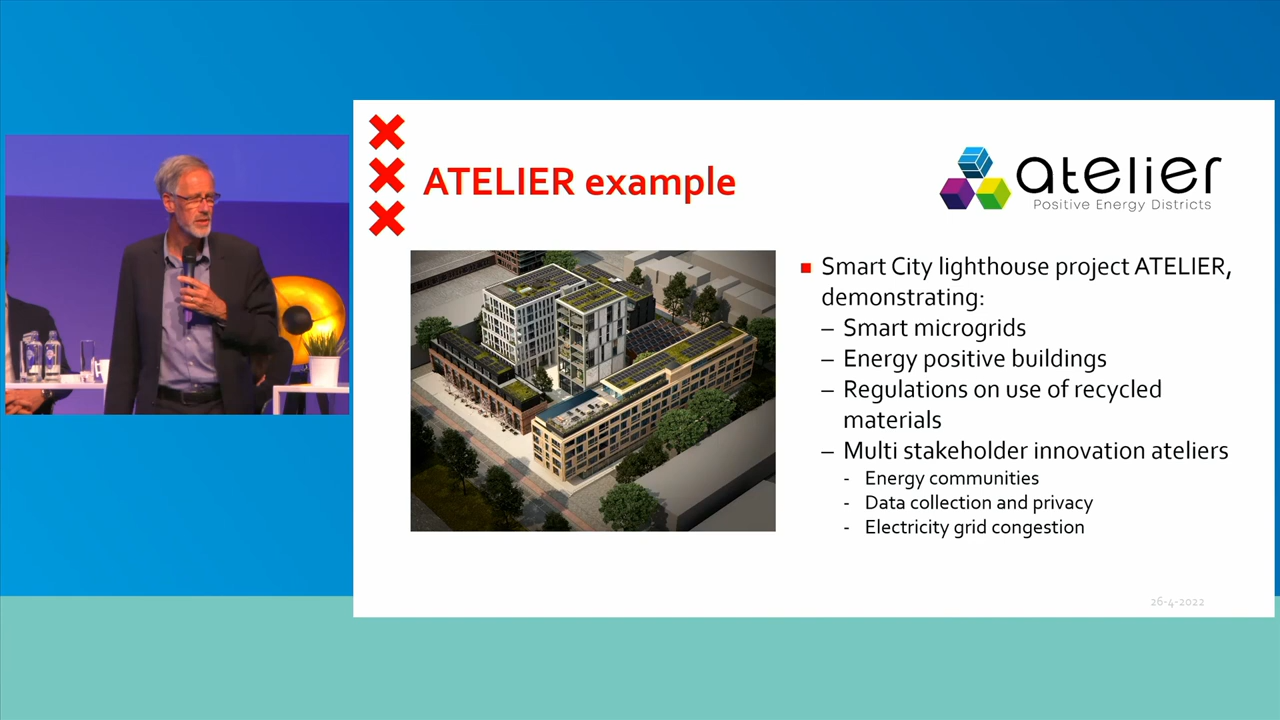 ATELIER example
atelier
Positive Energy Districts
Smart City lighthouse project ATELIER,
demonstrating:
– Smart microgrids
– Energy positive buildings
– Regulations on use of recycled
materials
– Multi stakeholder innovation ateliers
- Energy communities
- Data collection and privacy
- Electricity grid congestion
26-4-2022